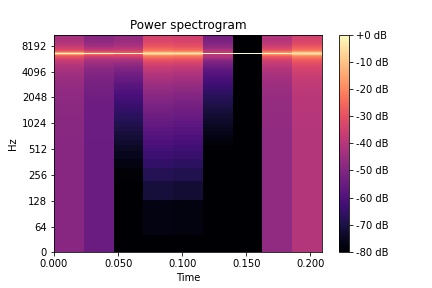 Power spectrogram
8192
4096
2048
1024
512
256
128
64
0
Hz
0.000
0.050
0.100
0.150
0.200
Time
+0 dB
-10 dB
-20 dB
-30 dB
-40 dB
-50 dB
-60 dB
-70 dB
-80 dB